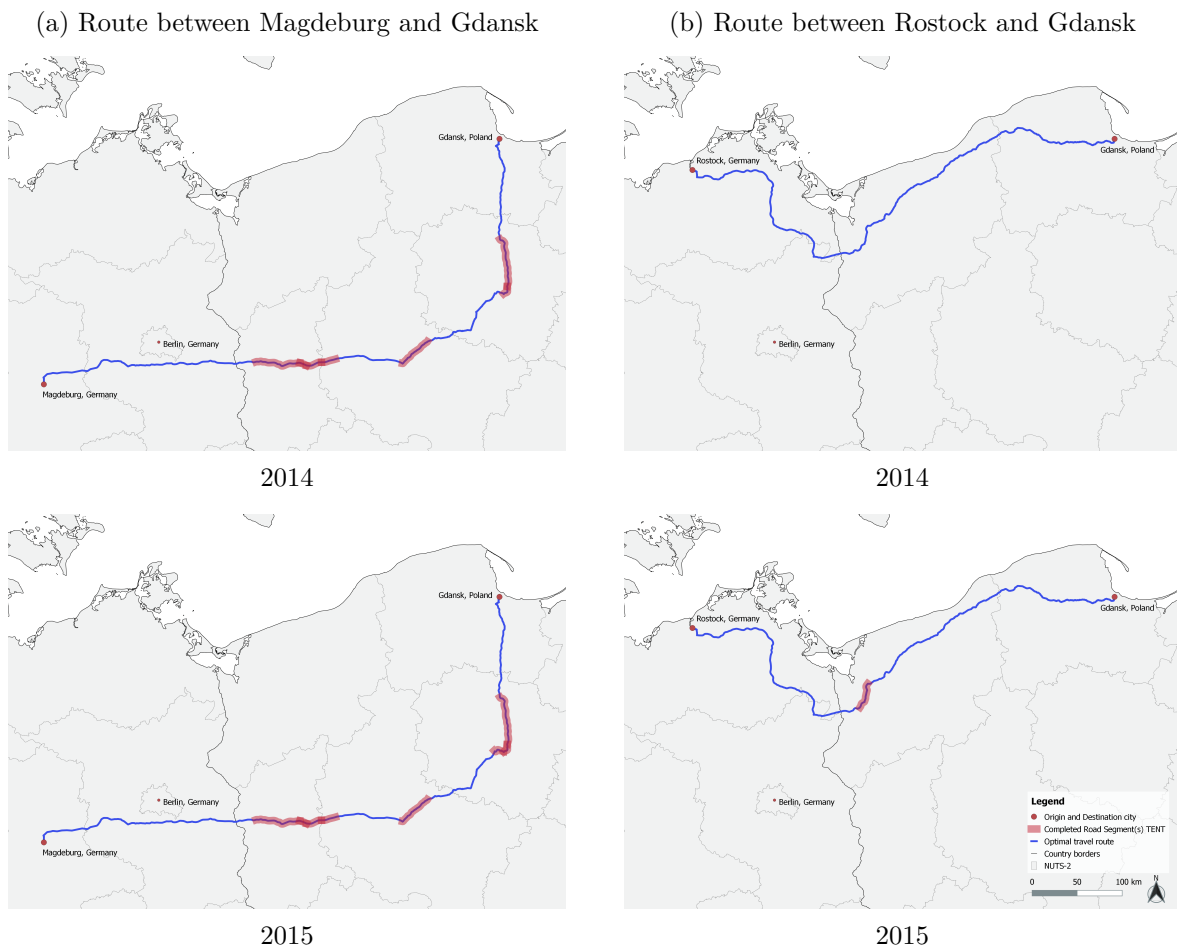 (a) Route between Magdeburg and Gdansk
(b) Route between Rostock and Gdansk
Gdansk, Poland
Berlin, Germany
Magdeburg, Germany
Rostock, Germany
Gdansk, Poland
Berlin, Germany
2014
2014
Gdansk, Poland
Berlin, Germany
Magdeburg, Germany
Rostock, Germany
Gdansk, Poland
Berlin, Germany
Legend
Origin and Destination city
Completed Road Segment(s) TENT
Optimal travel route
Country borders
NUTS-2
N
0 50 100 km
2015
2015